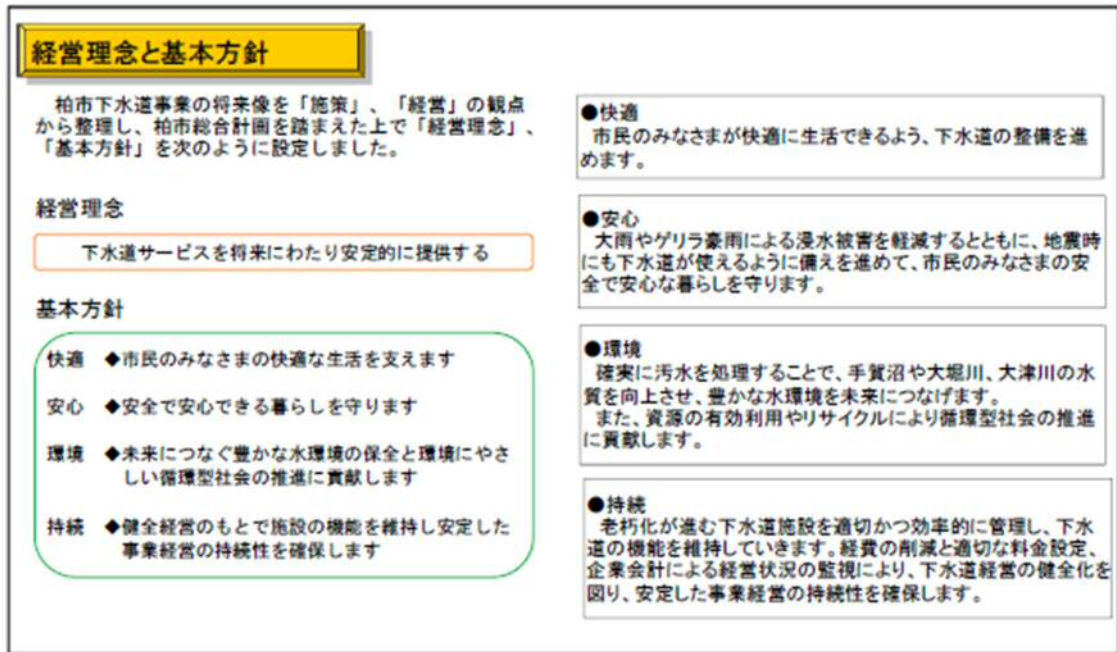 経営理念と基本方針
柏市下水道事業の将来像を「施策」、「経営」の観点
から整理し、柏市総合計画を踏まえた上で「経営理念」、
「基本方針」を次のように設定しました。
経営理念
下水道サービスを将来にわたり安定的に提供する
基本方針
快適 ◆市民のみなさまの快適な生活を支えます
安心 ◆安全で安心できる暮らしを守ります
環境 ◆未来につなぐ豊かな水環境の保全と環境にやさ
しい循環型社会の推進に貢献します
持続 ◆健全経営のもとで施設の機能を維持し安定した
事業経営の持続性を確保します
●快適
市民のみなさまが快適に生活できるよう、下水道の整備を進
めます。
●安心
大雨やゲリラ豪雨による浸水被害を軽減するとともに、地震時
にも下水道が使えるように備えを進めて、市民のみなさまの安
全で安心な暮らしを守ります。
●環境
確実に汚水を処理することで、手賀沼や大堀川、大津川の水
質を向上させ、豊かな水環境を未来につなげます。
また、資源の有効利用やリサイクルにより循環型社会の推進
に貢献します。
●持続
老朽化が進む下水道施設を適切かつ効率的に管理し、下水
道の機能を維持していきます。経費の削減と適切な料金設定、
企業会計による経営状況の監視により、下水道経営の健全化を
図り、安定した事業経営の持続性を確保します。